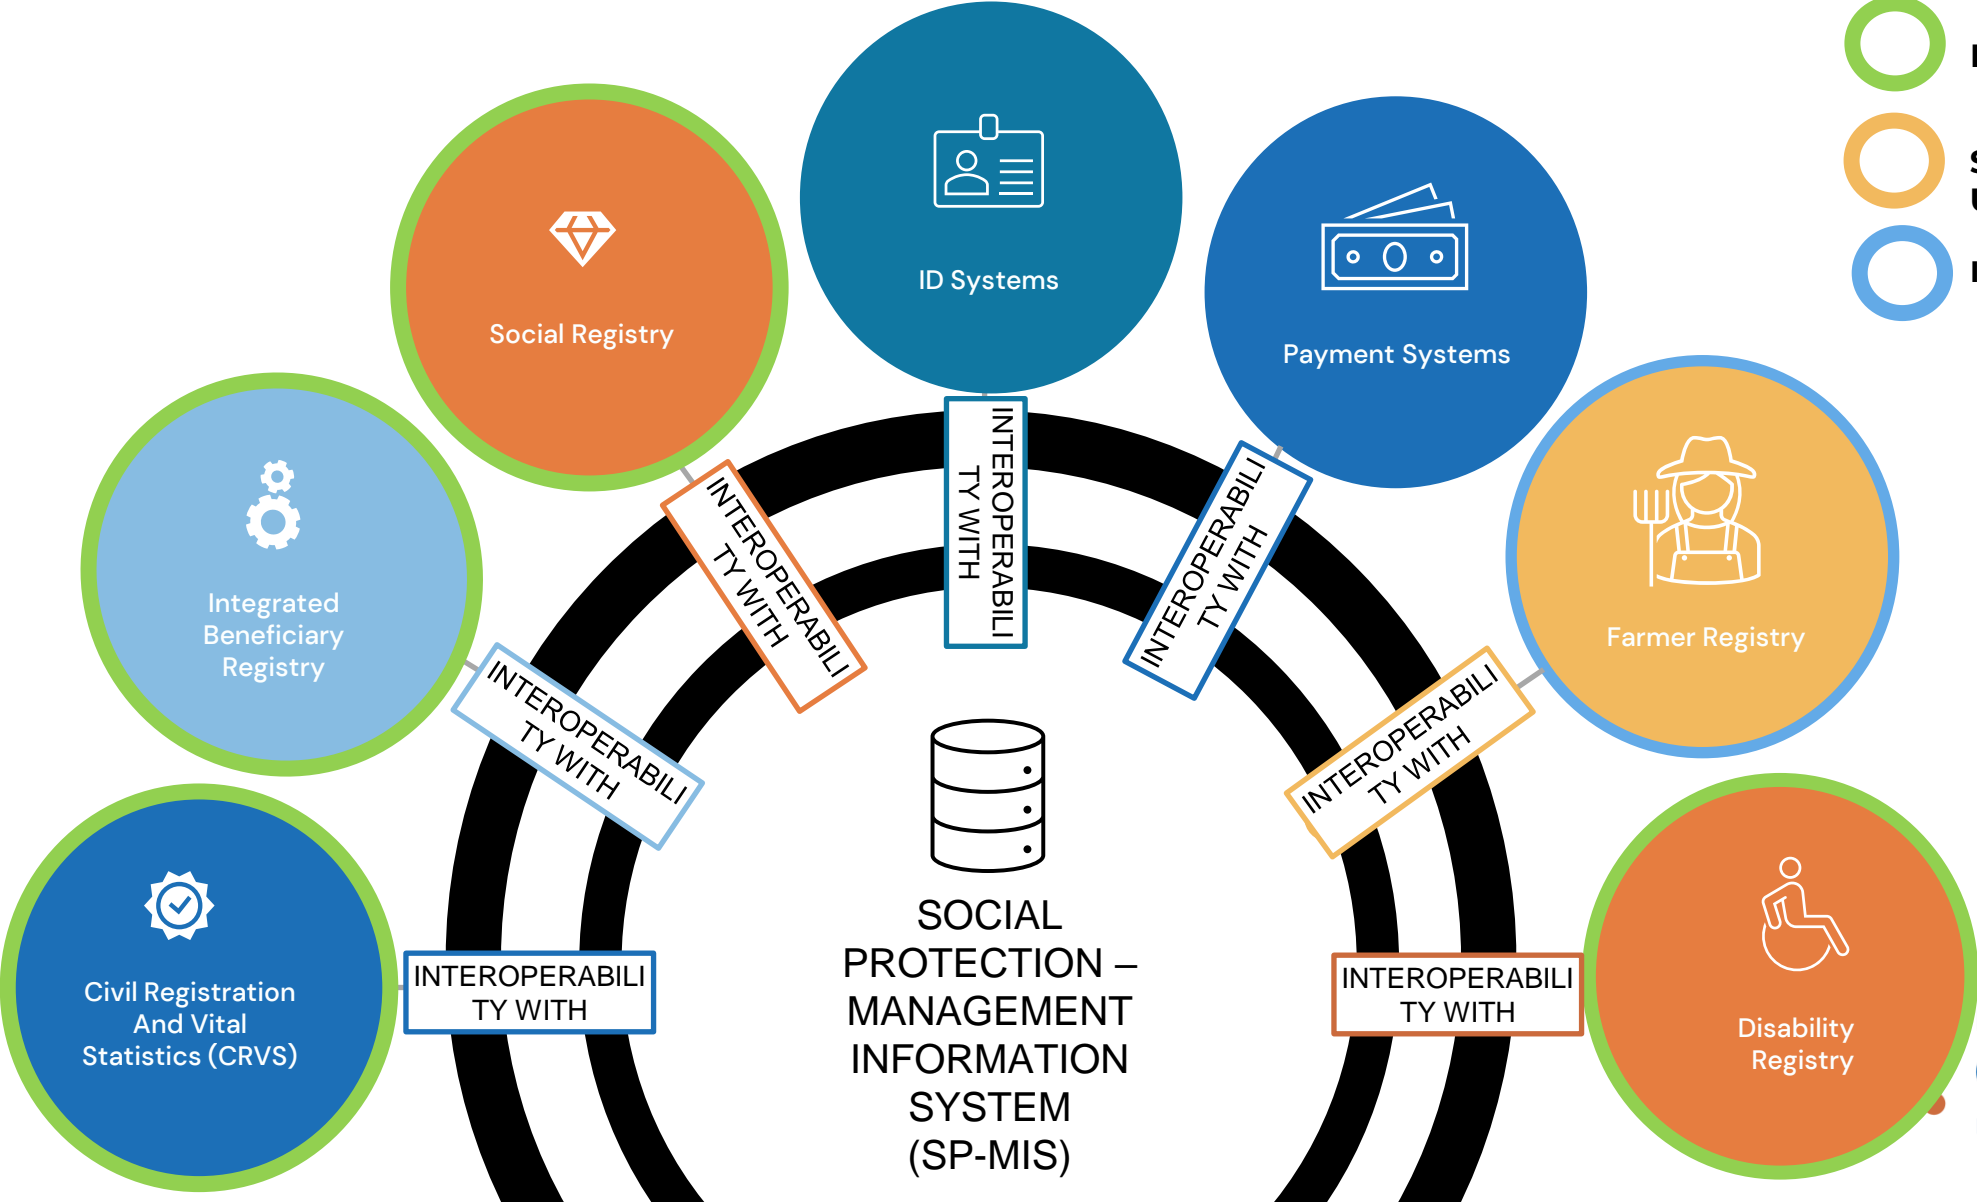 ID Systems
Social Registry
Payment Systems
Integrated
Beneficiary
Registry
Farmer Registry
Civil Registration
And Vital
Statistics (CRVS)
Disability
Registry
INTEROPERABILI
TY WITH
INTEROPERABILI
TY WITH
INTEROPERABILI
TY WITH
INTEROPERABILI
TY WITH
INTEROPERABILI
TY WITH
INTEROPERABILI
TY WITH
INTEROPERABILI
TY WITH
SOCIAL
PROTECTION –
MANAGEMENT
INFORMATION
SYSTEM
(SP-MIS)